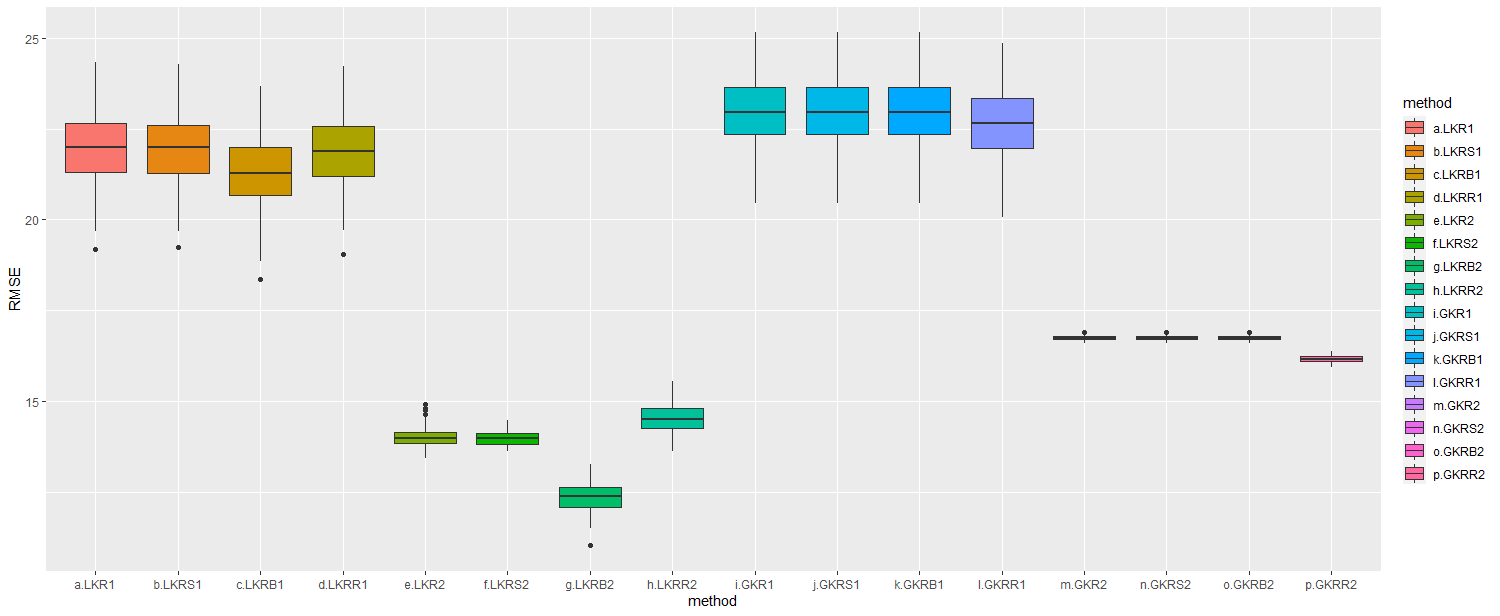 RMSE
25
20
15
a.LKR1 b.LKRS1 c.LKRB1 d.LKRR1 e.LKR2 f.LKRS2 g.LKRB2 h.LKRR2 i.GKR1 j.GKRS1 k.GKRB1 l.GKRR1 m.GKR2 n.GKRS2 o.GKRB2 p.GKRR2
method
method
a.LKR1
b.LKRS1
c.LKRB1
d.LKRR1
e.LKR2
f.LKRS2
g.LKRB2
h.LKRR2
i.GKR1
j.GKRS1
k.GKRB1
l.GKRR1
m.GKR2
n.GKRS2
o.GKRB2
p.GKRR2